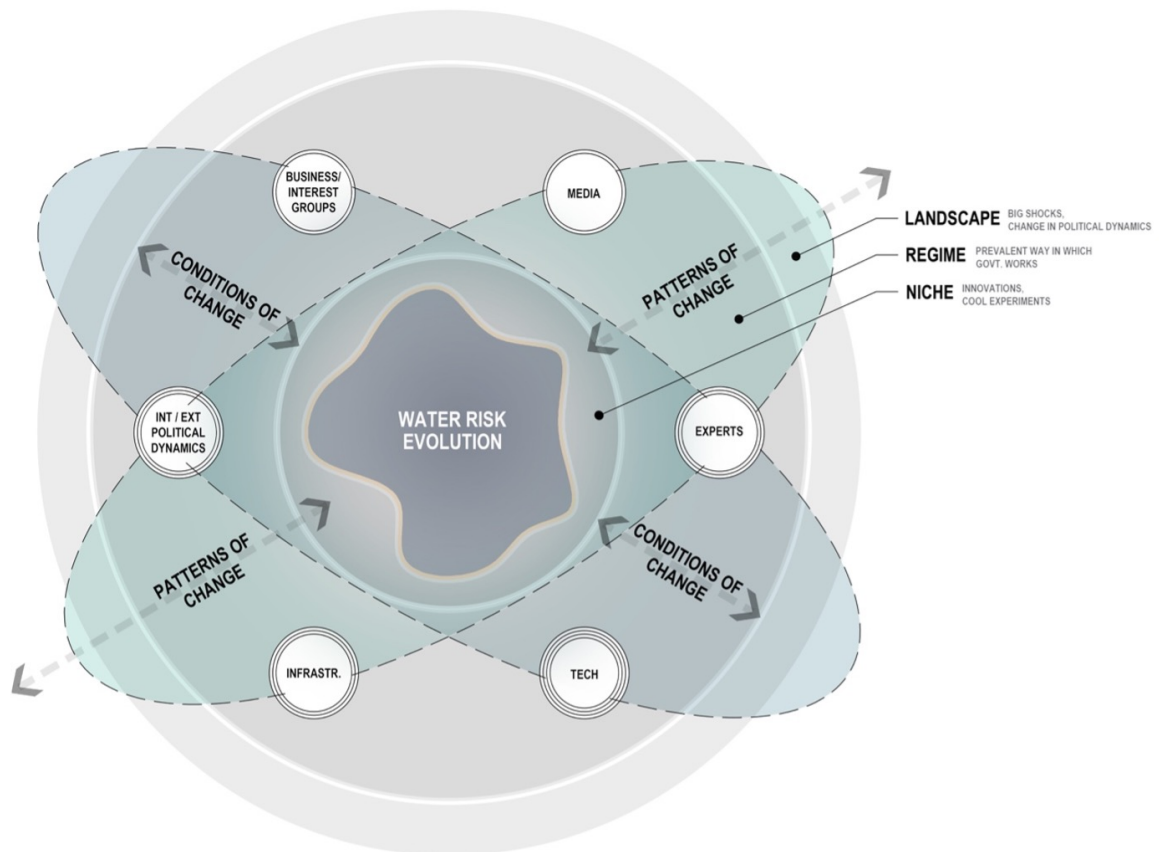 BUSINESS/
INTEREST
GROUPS
MEDIA
CONDITIONS OF
CHANGE
PATTERNS OF
CHANGE
LANDSCAPE BIG SHOCKS,
CHANGE IN POLITICAL DYNAMICS
REGIME PREVALENT WAY IN WHICH
GOVT. WORKS
NICHE INNOVATIONS,
COOL EXPERIMENTS
INT / EXT
POLITICAL
DYNAMICS
WATER RISK
EVOLUTION
EXPERTS
PATTERNS OF
CHANGE
CONDITIONS OF
CHANGE
INFRASTR.
TECH